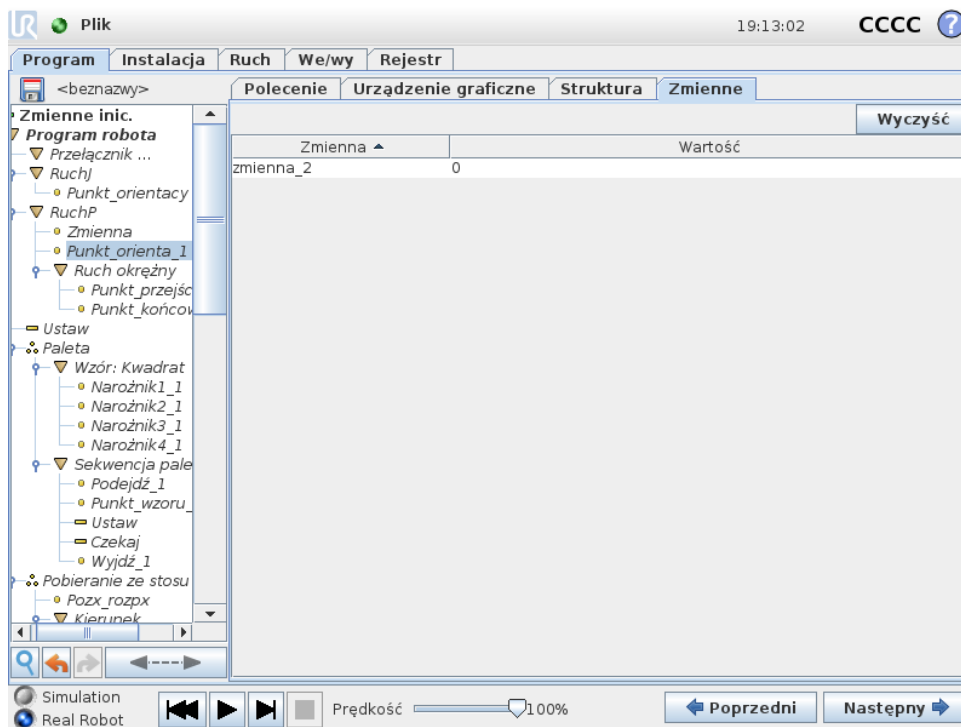 UR Plik 19:13:02 CCCC ?
Program Instalacja Ruch We/wy Rejestr
<beznazwy> Polecenie Urządzenie graficzne Struktura Zmienne
Wyczyść
Zmienna Wartość
zmienna_2 0
Zmienne inic.
Program robota
Przełącznik ...
RuchJ
Punkt_orientacy
RuchP
Zmienna
Punkt_orienta_1
Ruch okrężny
Punkt_przejśc
Punkt_końcow
Ustaw
Paleta
Wzór: Kwadrat
Narożnik1_1
Narożnik2_1
Narożnik3_1
Narożnik4_1
Sekwencja pale
Podejdź_1
Punkt_wzoru_
Ustaw
Czekaj
Wyjdź_1
Pobieranie ze stosu
Pozx_rozpx
Kierunek
Simulation
Real Robot
Prędkość 100%
Poprzedni Następny